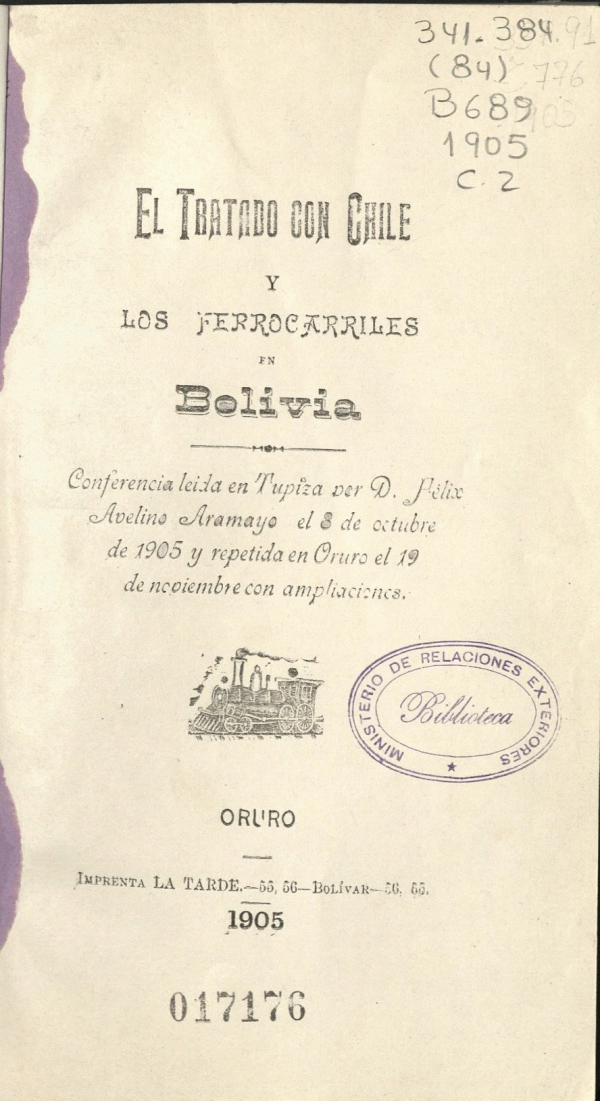 341.384.
(84)
B689
1905
C.2
EL TRATADO CON CHILE
Y
LOS FERROCARRILES
EN
Bolivia
Conferencia leida en Tupiza por D. Félix
Avelino Aramayo el 8 de octubre
de 1905 y repetida en Oruro el 19
de noviembre con ampliaciones.
MINISTERIO DE RELACIONES EXTERIORES
Biblioteca
ORURO
IMPRENTA LA TARDE.—55, 56—BOLÍVAR—56, 55.
1905
017176